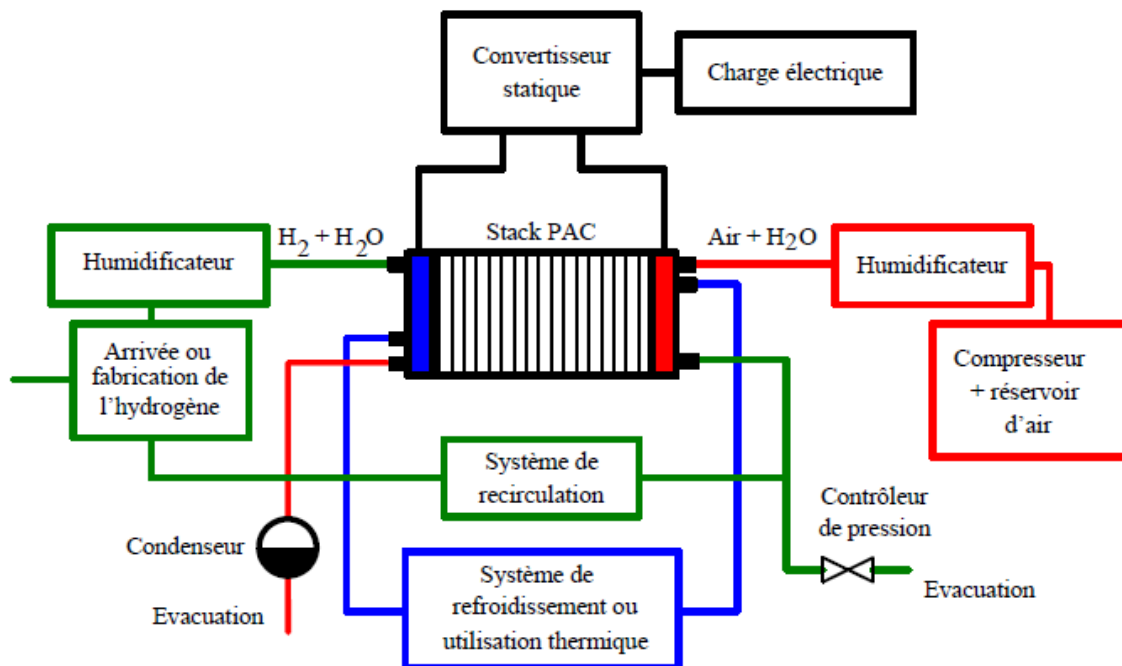 Convertisseur
statique
Charge électrique
Stack PAC
H2 + H2O
Air + H2O
Humidificateur
Humidificateur
Arrivée ou
fabrication de
l’hydrogène
Compresseur
+ réservoir
d’air
Système de
recirculation
Contrôleur
de pression
Condenseur
Evacuation
Système de
refroidissement ou
utilisation thermique
Evacuation